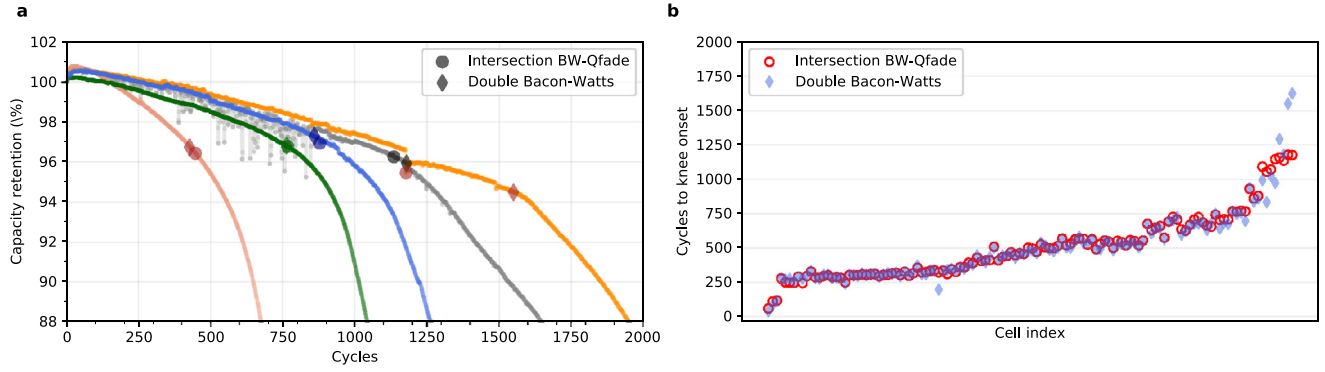 a
102
100
98
96
94
92
90
88
Capacity retention (\%)
0
250
500
750
1000
1250
1500
1750
2000
Cycles
Intersection BW-Qfade
Double Bacon-Watts
b
2000
1750
1500
1250
1000
750
500
250
0
Cycles to knee onset
Cell index
Intersection BW-Qfade
Double Bacon-Watts